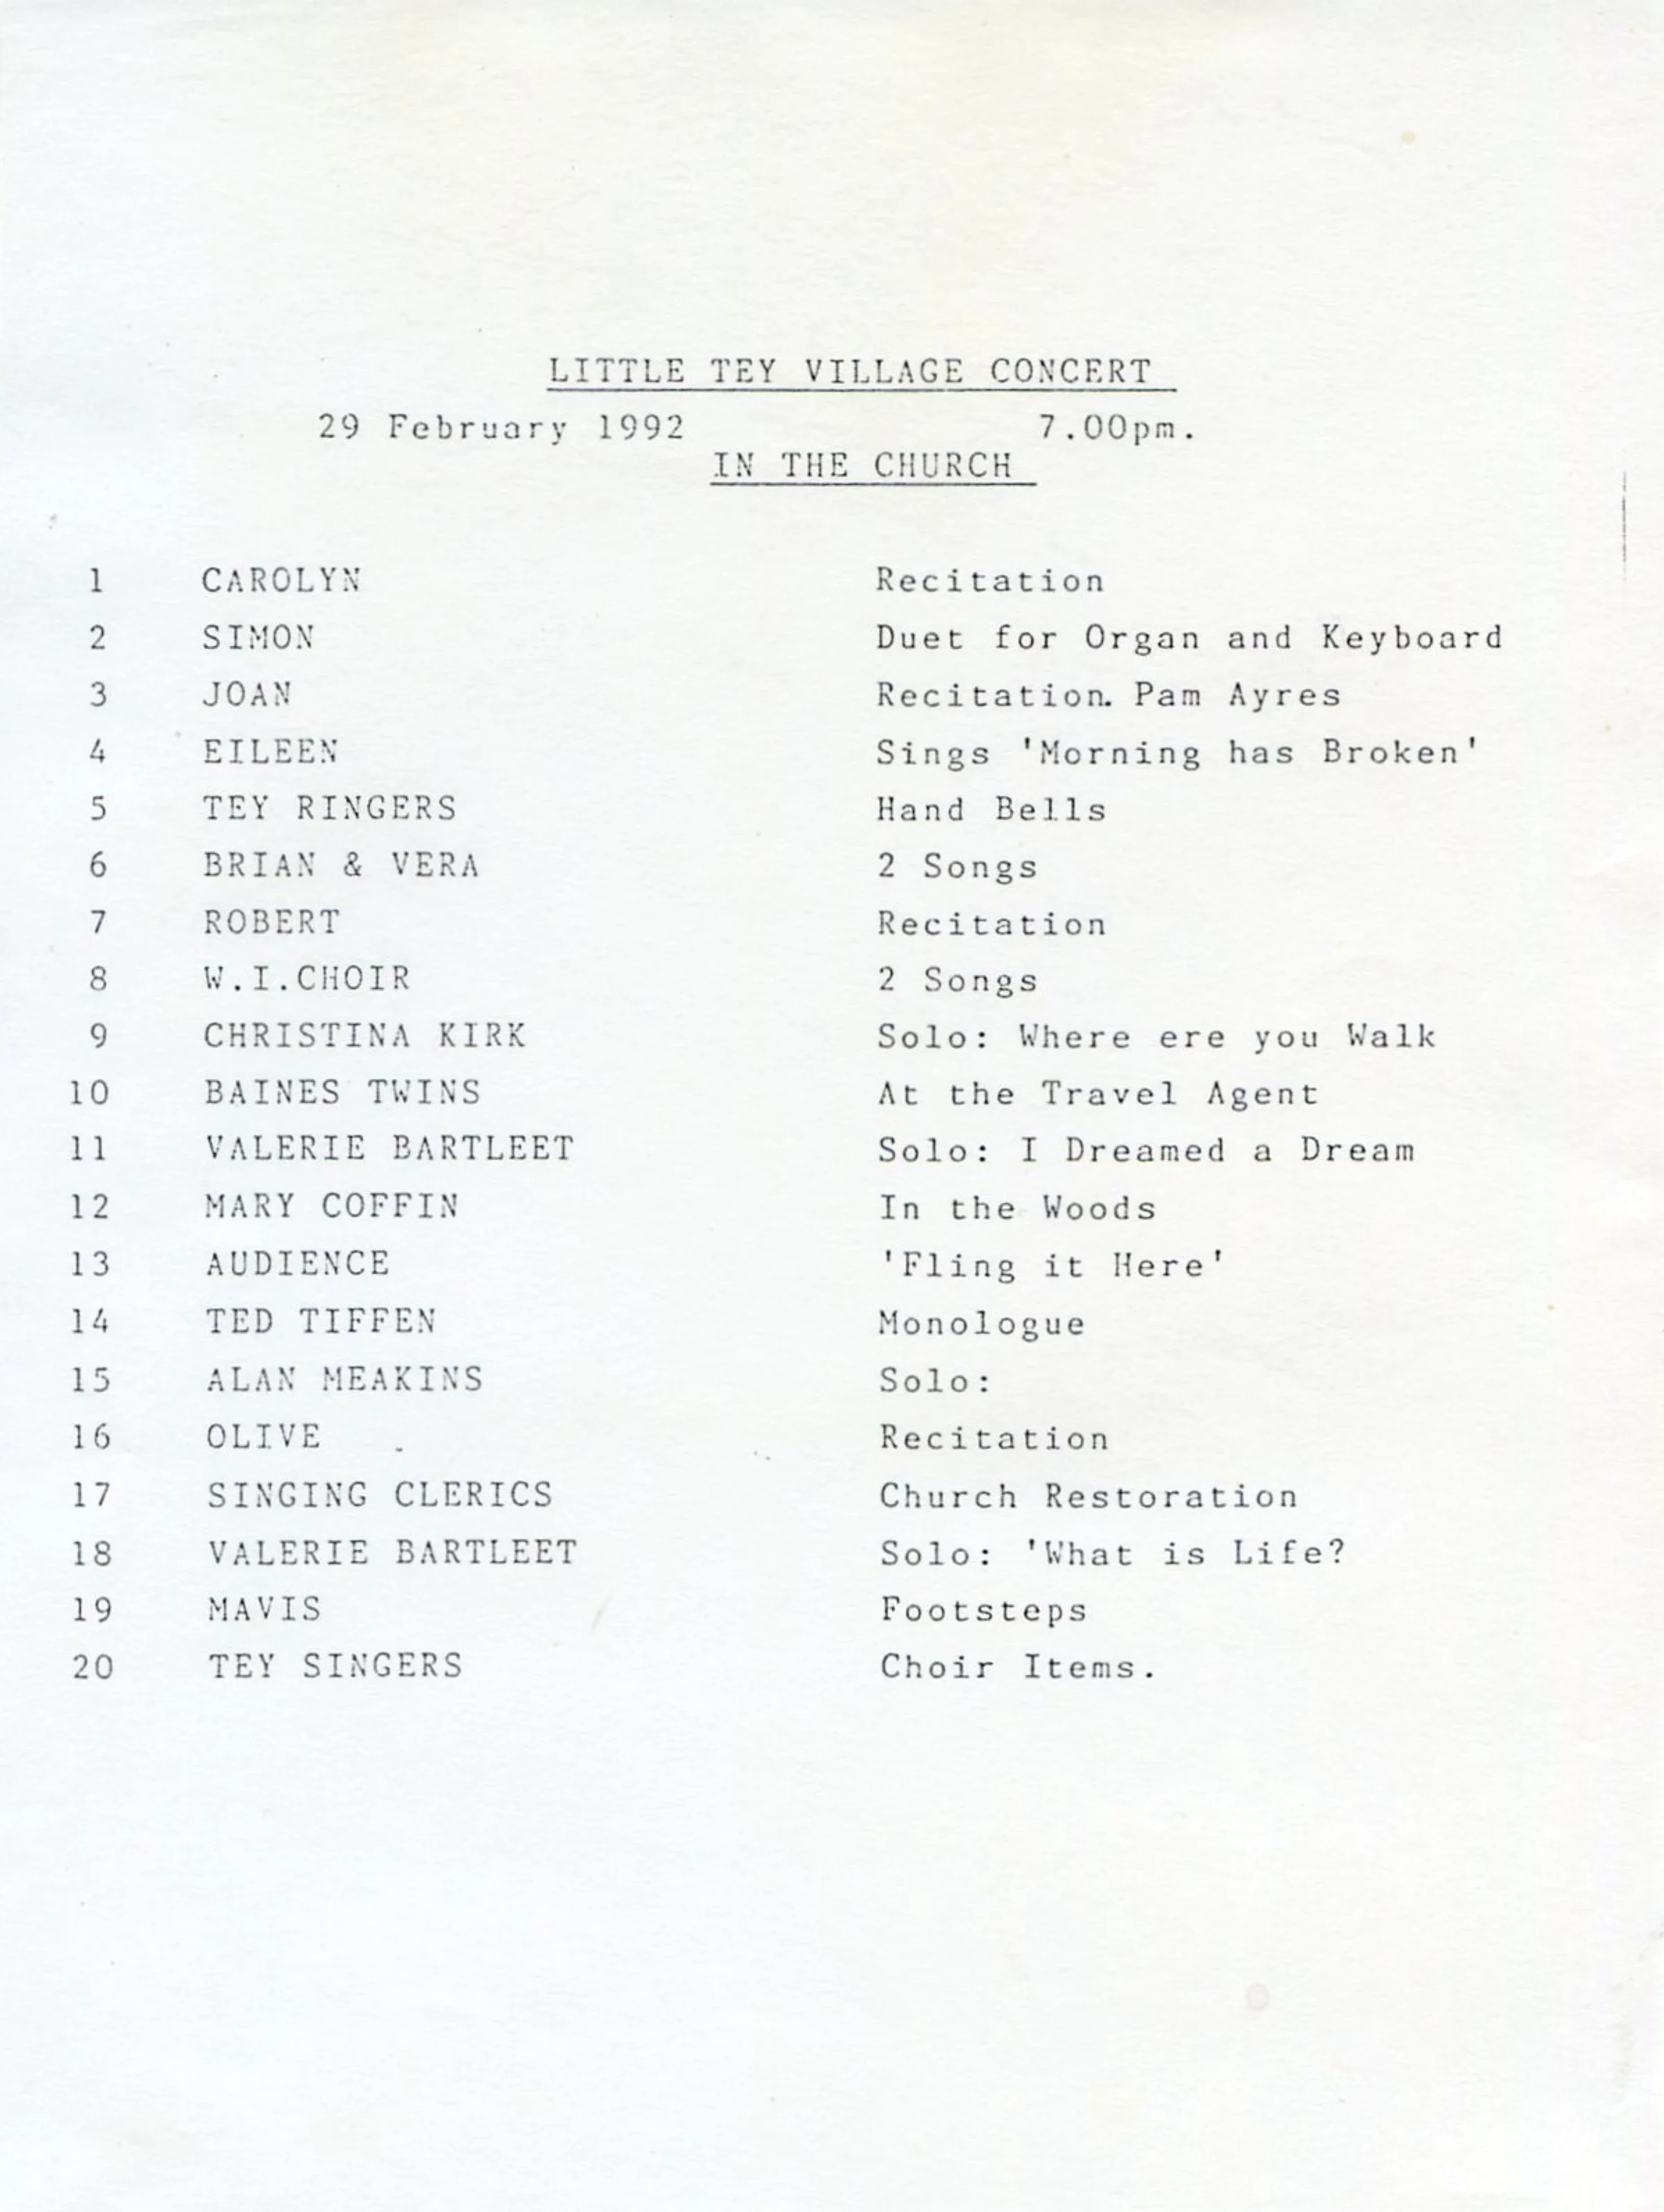 LITTLE TEY VILLAGE CONCERT
29 February 1992 7.00pm.
IN THE CHURCH
1 CAROLYN Recitation
2 SIMON Duet for Organ and Keyboard
3 JOAN Recitation. Pam Ayres
4 EILEEN Sings 'Morning has Broken'
5 TEY RINGERS Hand Bells
6 BRIAN & VERA 2 Songs
7 ROBERT Recitation
8 W.I.CHOIR 2 Songs
9 CHRISTINA KIRK Solo: Where ere you Walk
10 BAINES TWINS At the Travel Agent
11 VALERIE BARTLEET Solo: I Dreamed a Dream
12 MARY COFFIN In the Woods
13 AUDIENCE 'Fling it Here'
14 TED TIFFEN Monologue
15 ALAN MEAKINS Solo:
16 OLIVE Recitation
17 SINGING CLERICS Church Restoration
18 VALERIE BARTLEET Solo: 'What is Life?
19 MAVIS Footsteps
20 TEY SINGERS Choir Items.